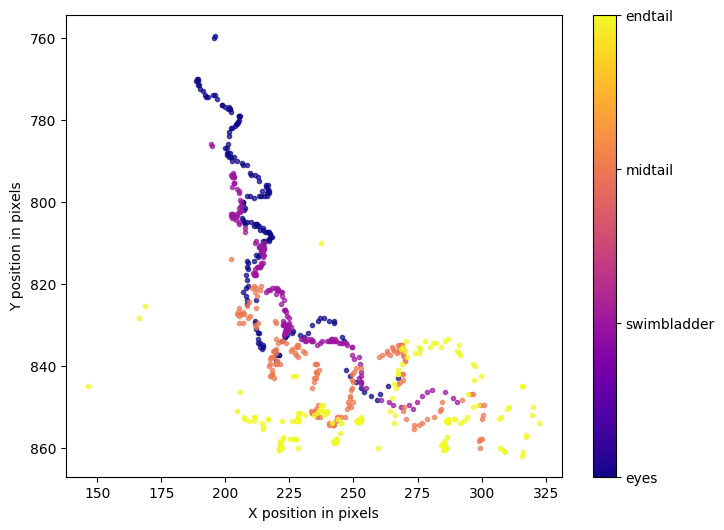 760
780
800
820
840
860
Y position in pixels
150
175
200
225
250
275
300
325
X position in pixels
endtail
midtail
swimbladder
eyes